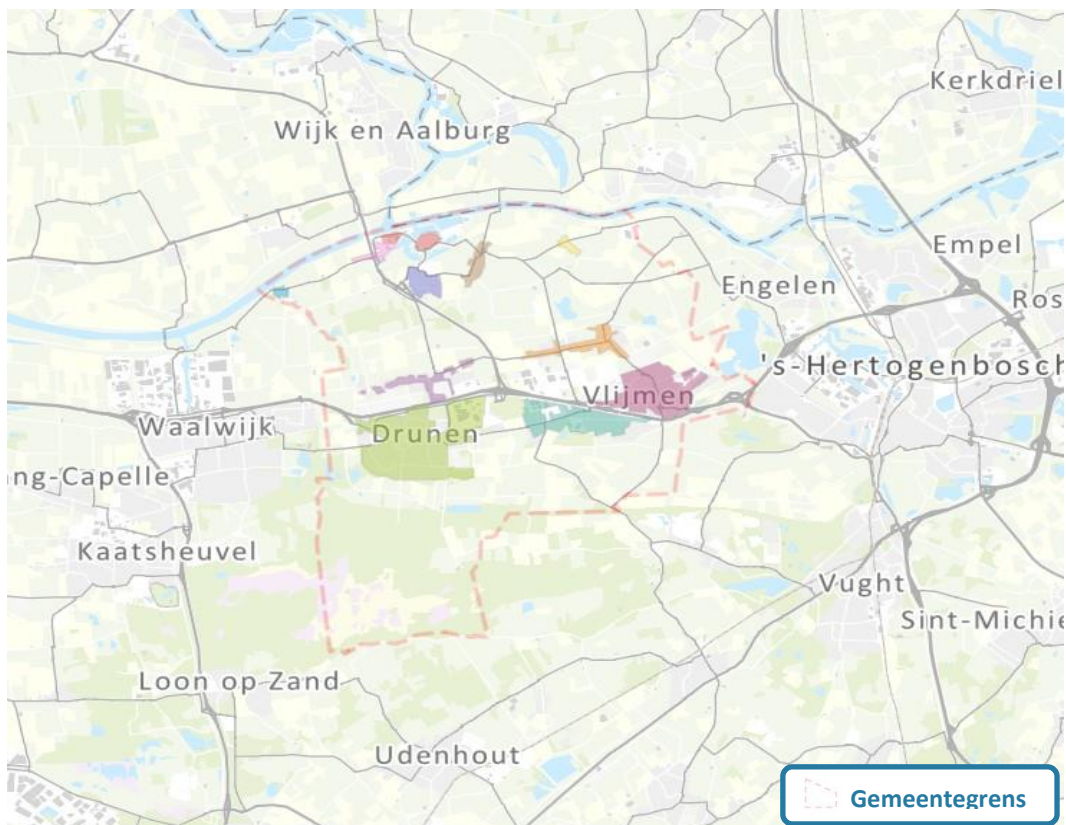 Kerkdriel
Wijk en Aalburg
Empel
Engelen
Ros
's-Hertogenbosch
Vlijmen
Waalwijk
Drunen
ng-Capelle
Kaatsheuvel
Vught
Sint-Michie
Loon op Zand
Udenhout
Gemeentegrens